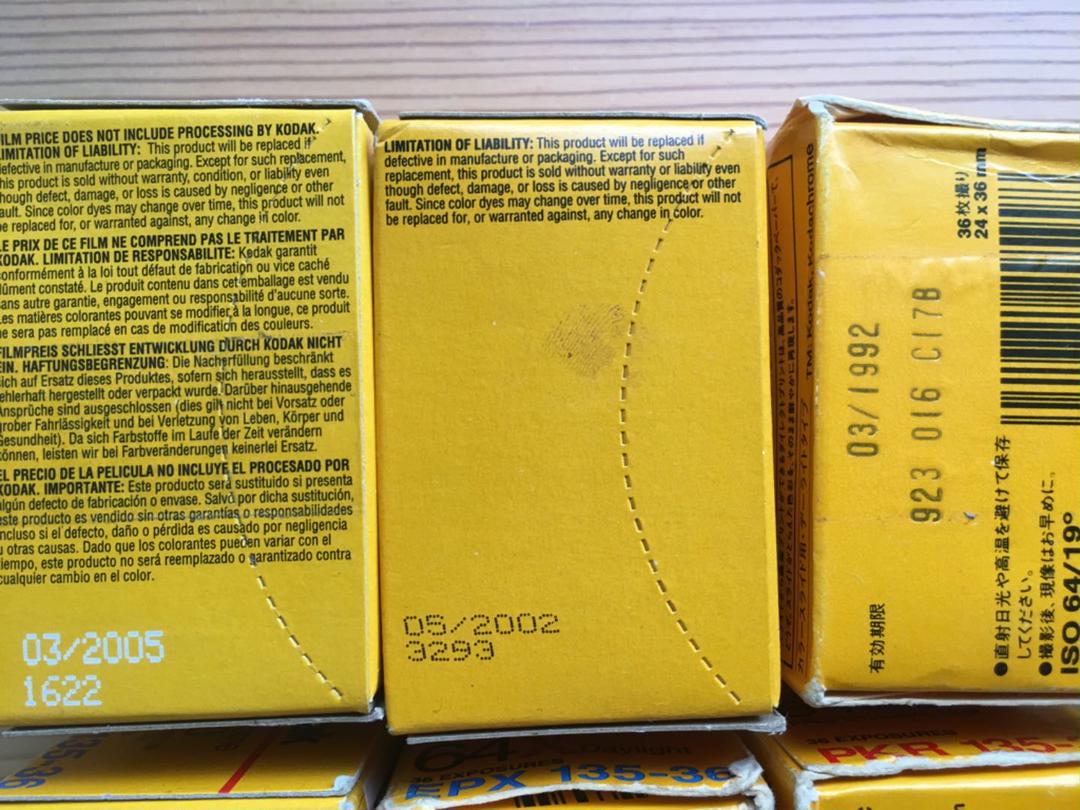 FILM PRICE DOES NOT INCLUDE PROCESSING BY KODAK.
LIMITATION OF LIABILITY: This product will be replaced if
defective in manufacture or packaging. Except for such replacement,
this product is sold without warranty, condition, or liability even
though defect, damage, or loss is caused by negligence or other
fault. Since color dyes may change over time, this product will not
be replaced for, or warranted against, any change in color.
LE PRIX DE CE FILM NE COMPREND PAS LE TRAITEMENT PAR
KODAK. LIMITATION DE RESPONSABILITE: Kodak garantit
conformément à la loi tout défaut de fabrication ou vice caché
dûment constaté. Le produit contenu dans cet emballage est vendu
sans autre garantie, engagement ou responsabilité d'aucune sorte.
Les matières colorantes pouvant se modifier à la longue, ce produit
ne sera pas remplacé en cas de modification des couleurs.
FILMPREIS SCHLIESST ENTWICKLUNG DURCH KODAK NICHT
EIN. HAFTUNGSBEGRENZUNG: Die Nacherfüllung beschränkt
sich auf Ersatz dieses Produktes, sofern sich herausstellt, dass es
fehlerhaft hergestellt oder verpackt wurde. Darüber hinausgehende
Ansprüche sind ausgeschlossen (dies gilt nicht bei Vorsatz oder
grober Fahrlässigkeit und bei Verletzung von Leben, Körper und
Gesundheit). Da sich Farbstoffe im Laufe der Zeit verändern
können, leisten wir bei Farbveränderungen keinerlei Ersatz.
EL PRECIO DE LA PELICULA NO INCLUYE EL PROCESADO POR
KODAK. IMPORTANTE: Este producto será sustituido si presenta
algún defecto de fabricación o envase. Salvo por dicha sustitución,
este producto es vendido sin otras garantías o responsabilidades
incluso si el defecto, daño o pérdida es causado por negligencia
u otras causas. Dado que los colorantes pueden variar con el
tiempo, este producto no será reemplazado o garantizado contra
cualquier cambio en el color.
03/2005
1622
LIMITATION OF LIABILITY: This product will be replaced if
defective in manufacture or packaging. Except for such
replacement, this product is sold without warranty or liability even
though defect, damage, or loss is caused by negligence or other
fault. Since color dyes may change over time, this product will not
be replaced for, or warranted against, any change in color.
05/2002
3293
TM: Kodak, Kodachrome
カラースライド用・デーライトタイプ
36枚撮り
24 x 36 mm
03/1992
923 016 C17B
有効期限
●直射日光や高温を避けて保存
してください。
●撮影後、現像はお早めに。
ISO 64/19°
35-36
64 Daylight
36 EXPOSURES
EPX 135-36
36 EXPOSURES
PKR 135-